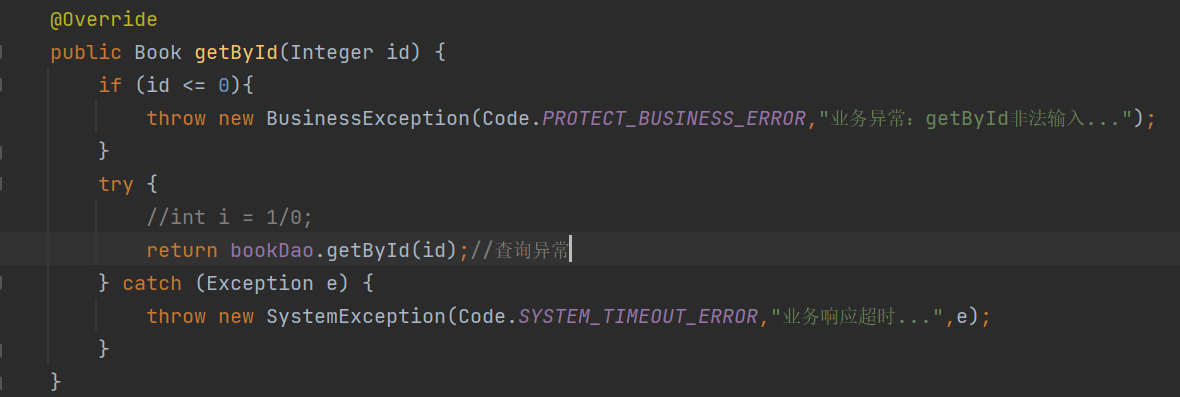 @Override
public Book getById(Integer id) {
if (id <= 0){
throw new BusinessException(Code.PROTECT_BUSINESS_ERROR,"业务异常：getById非法输入...");
}
try {
//int i = 1/0;
return bookDao.getById(id);//查询异常
} catch (Exception e) {
throw new SystemException(Code.SYSTEM_TIMEOUT_ERROR,"业务响应超时...",e);
}
}